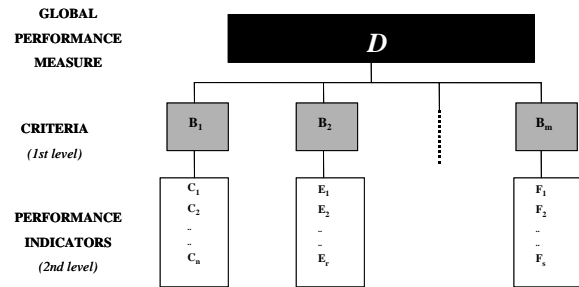 GLOBAL
PERFORMANCE
MEASURE
D
CRITERIA
(1st level)
B1
B2
Bm
PERFORMANCE
INDICATORS
(2nd level)
C1
C2
..
..
Cn
E1
E2
..
..
Er
F1
F2
..
..
Fs